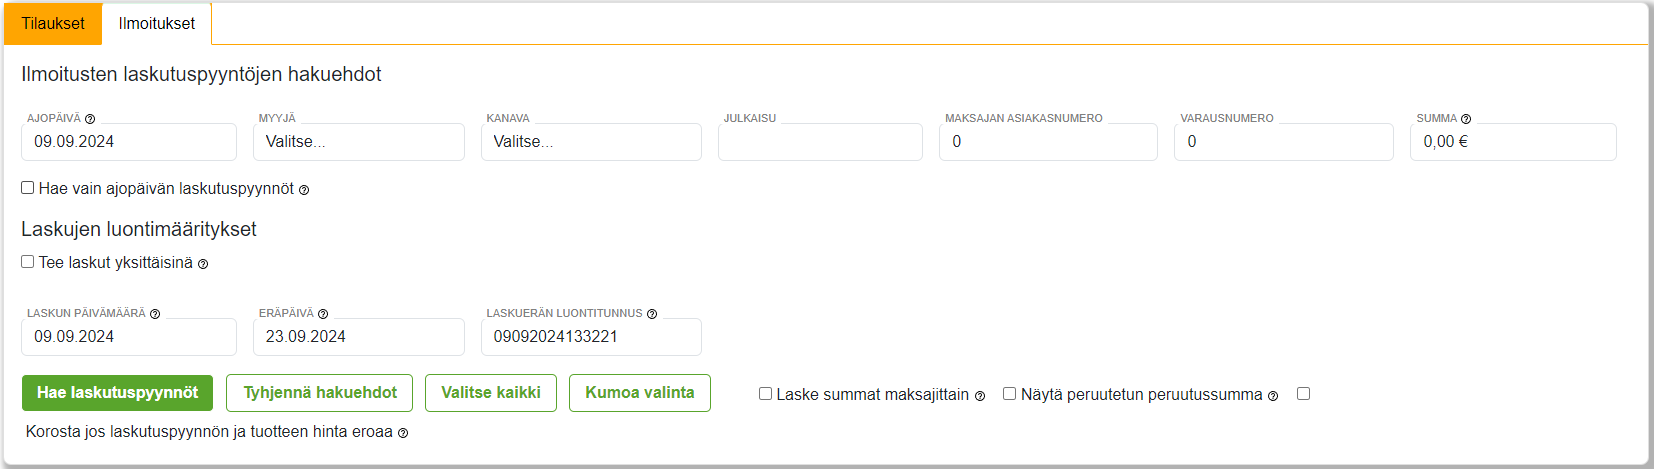 Tilaukset Ilmoitukset
Ilmoitusten laskutuspyyntöjen hakuehdot
AJOPÄIVÄ MYYJÄ KANAVA JULKAISU MAKSAJAN ASIAKASNUMERO VARAUSNUMERO SUMMA
09.09.2024 Valitse... Valitse... 0 0 0,00 €
Hae vain ajopäivän laskutuspyynnöt
Laskujen luontimääritykset
Tee laskut yksittäisinä
LASKUN PÄIVÄMÄÄRÄ ERÄPÄIVÄ LASKUERÄN LUONTITUNNUS
09.09.2024 23.09.2024 09092024133221
Hae laskutuspyynnöt Tyhjennä hakuehdot Valitse kaikki Kumoa valinta Laske summat maksajittain Näytä peruutetun peruutussumma
Korosta jos laskutuspyynnön ja tuotteen hinta eroaa